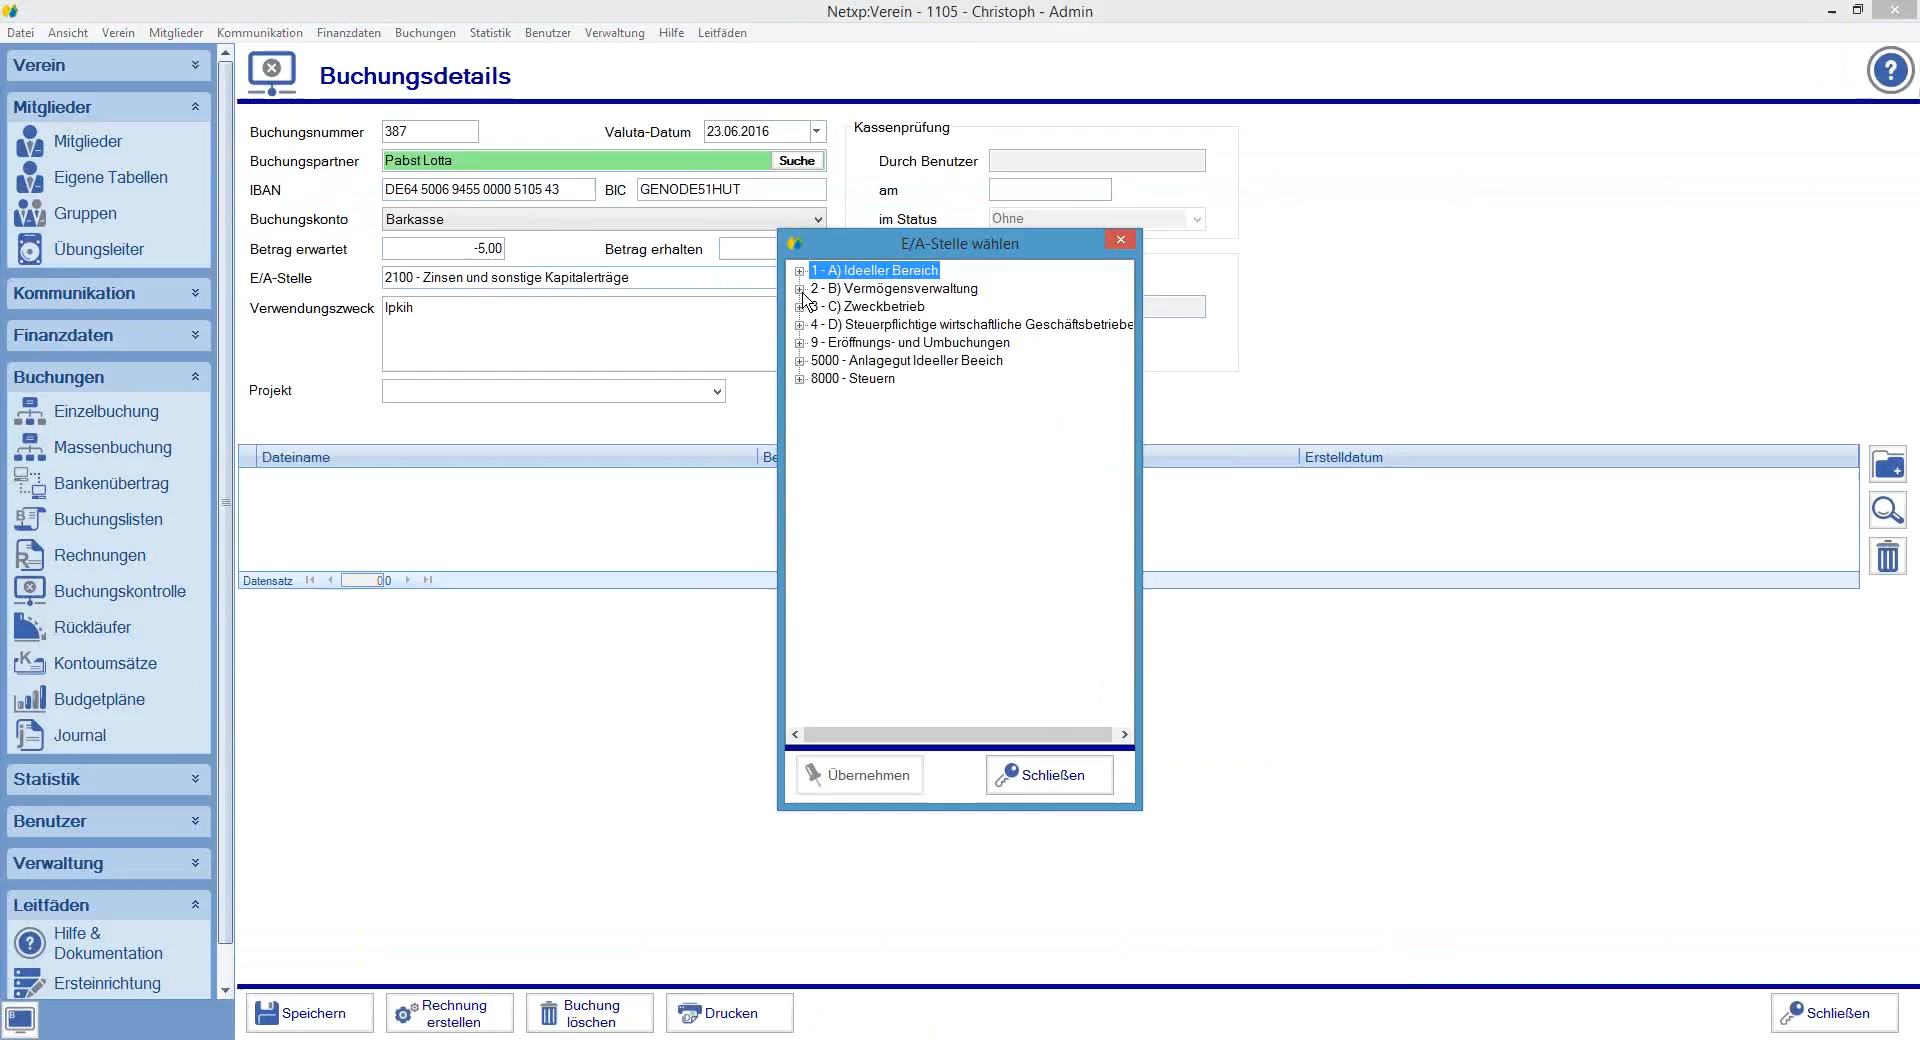 Netxp:Verein - 1105 - Christoph - Admin
Datei Ansicht Verein Mitglieder Kommunikation Finanzdaten Buchungen Statistik Benutzer Verwaltung Hilfe Leitfäden
Verein
Mitglieder
Mitglieder
Eigene Tabellen
Gruppen
Übungsleiter
Kommunikation
Finanzdaten
Buchungen
Einzelbuchung
Massenbuchung
Bankenübertrag
Buchungslisten
Rechnungen
Buchungskontrolle
Rückläufer
Kontoumsätze
Budgetpläne
Journal
Statistik
Benutzer
Verwaltung
Leitfäden
Hilfe &
Dokumentation
Ersteinrichtung
Buchungsdetails
Buchungsnummer 387 Valuta-Datum 23.06.2016
Buchungspartner Pabst Lotta Suche
IBAN DE64 5006 9455 0000 5105 43 BIC GENODE51HUT
Buchungskonto Barkasse
Betrag erwartet -5,00 Betrag erhalten
E/A-Stelle 2100 - Zinsen und sonstige Kapitalerträge
Verwendungszweck lpkih
Projekt
Kassenprüfung
Durch Benutzer
am
im Status Ohne
E/A-Stelle wählen
1 - A) Ideeller Bereich
2 - B) Vermögensverwaltung
3 - C) Zweckbetrieb
4 - D) Steuerpflichtige wirtschaftliche Geschäftsbetriebe
9 - Eröffnungs- und Umbuchungen
5000 - Anlagegut Ideeller Beeich
8000 - Steuern
Übernehmen Schließen
Dateiname Be Erstelldatum
Datensatz 0 0
Speichern
Rechnung
erstellen
Buchung
löschen
Drucken
Schließen